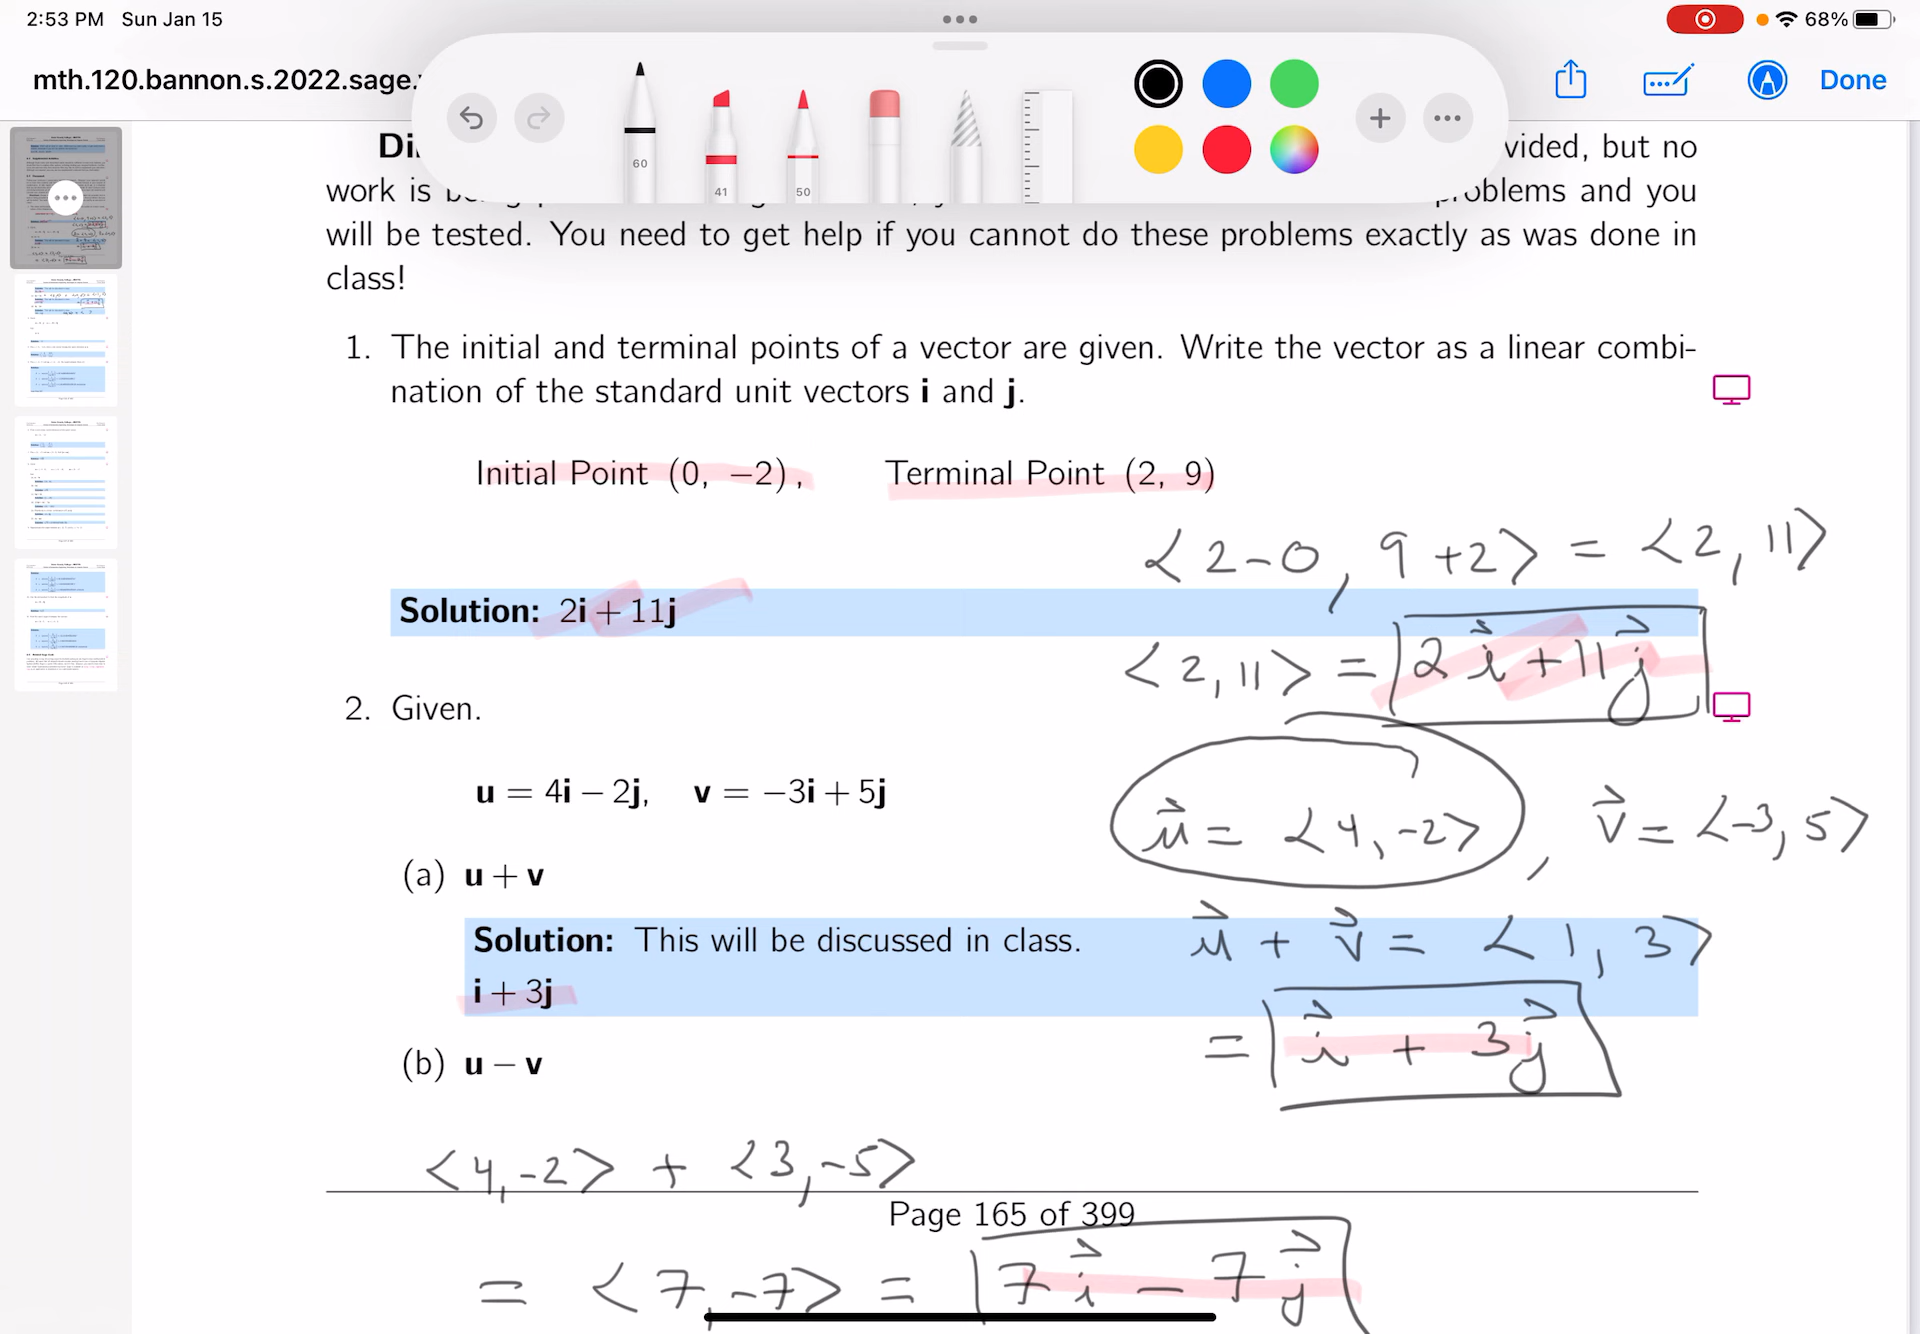 2:53 PM Sun Jan 15
68%
mth.120.bannon.s.2022.sage.
Done
60
41
50
vided, but no
work is
oblems and you
will be tested. You need to get help if you cannot do these problems exactly as was done in
class!
1. The initial and terminal points of a vector are given. Write the vector as a linear combi-
nation of the standard unit vectors i and j.
Initial Point (0, −2), Terminal Point (2, 9)
<2-0, 9+2> = <2, 11>
Solution: 2i + 11j
<2, 11> = 2i⃗ + 11j⃗
2. Given.
u = 4i − 2j, v = −3i + 5j
u⃗ = <4, -2>, v⃗ = <-3, 5>
(a) u + v
Solution: This will be discussed in class.
i + 3j
u⃗ + v⃗ = <1, 3>
= i⃗ + 3j⃗
(b) u − v
<4, -2> + <3, -5>
Page 165 of 399
= <7, -7> = 7i⃗ - 7j⃗